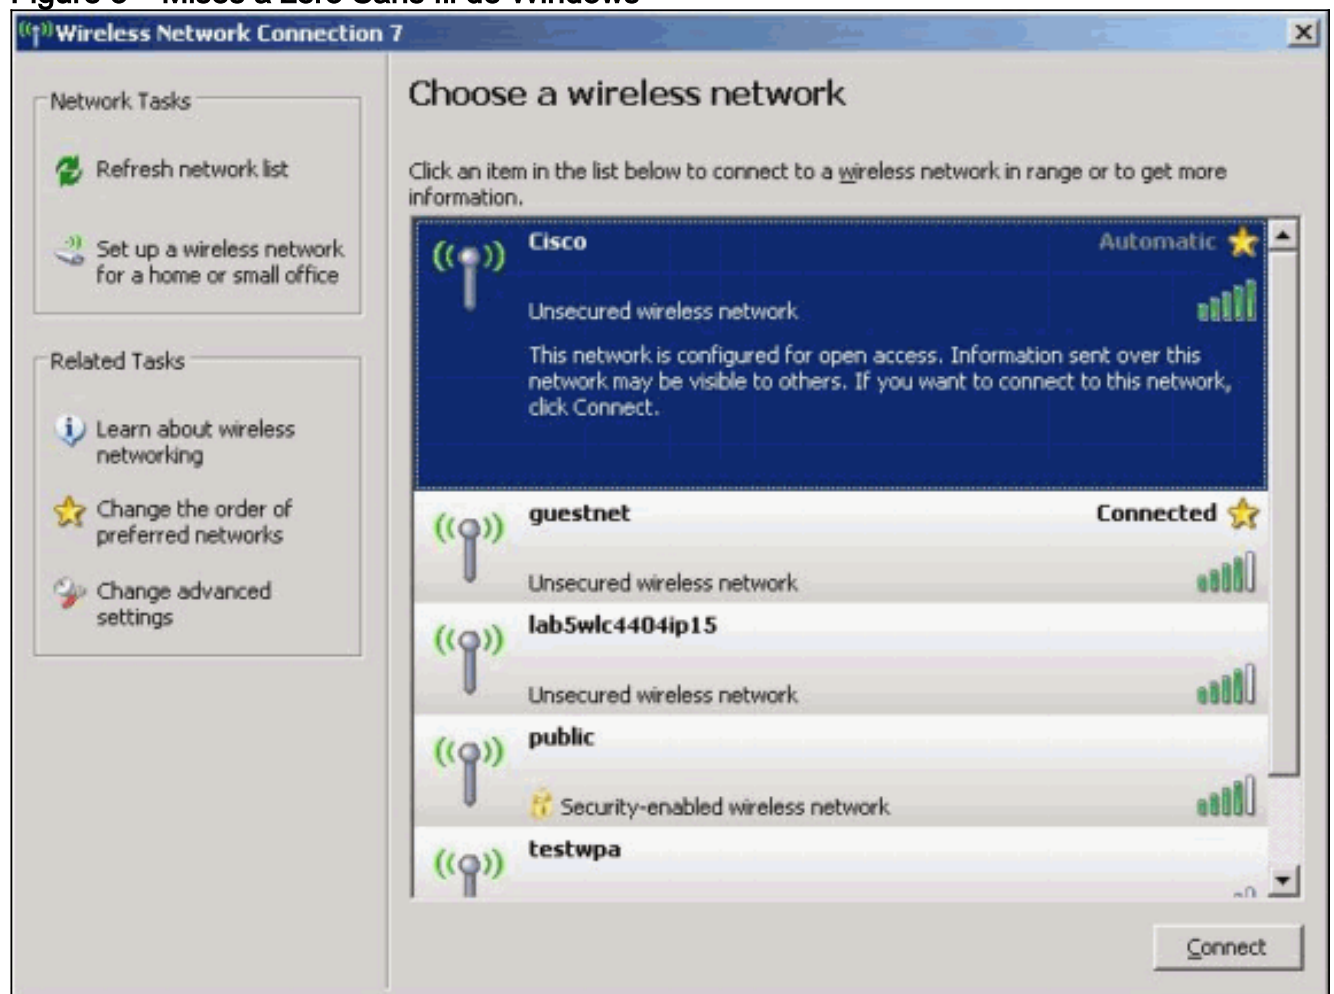 Wireless Network Connection 7
Network Tasks
Refresh network list
Set up a wireless network
for a home or small office
Related Tasks
Learn about wireless
networking
Change the order of
preferred networks
Change advanced
settings
Choose a wireless network
Click an item in the list below to connect to a wireless network in range or to get more
information.
Cisco
Automatic
Unsecured wireless network
This network is configured for open access. Information sent over this
network may be visible to others. If you want to connect to this network,
click Connect.
guestnet
Connected
Unsecured wireless network
lab5wlc4404ip15
Unsecured wireless network
public
Security-enabled wireless network
testwpa
Connect